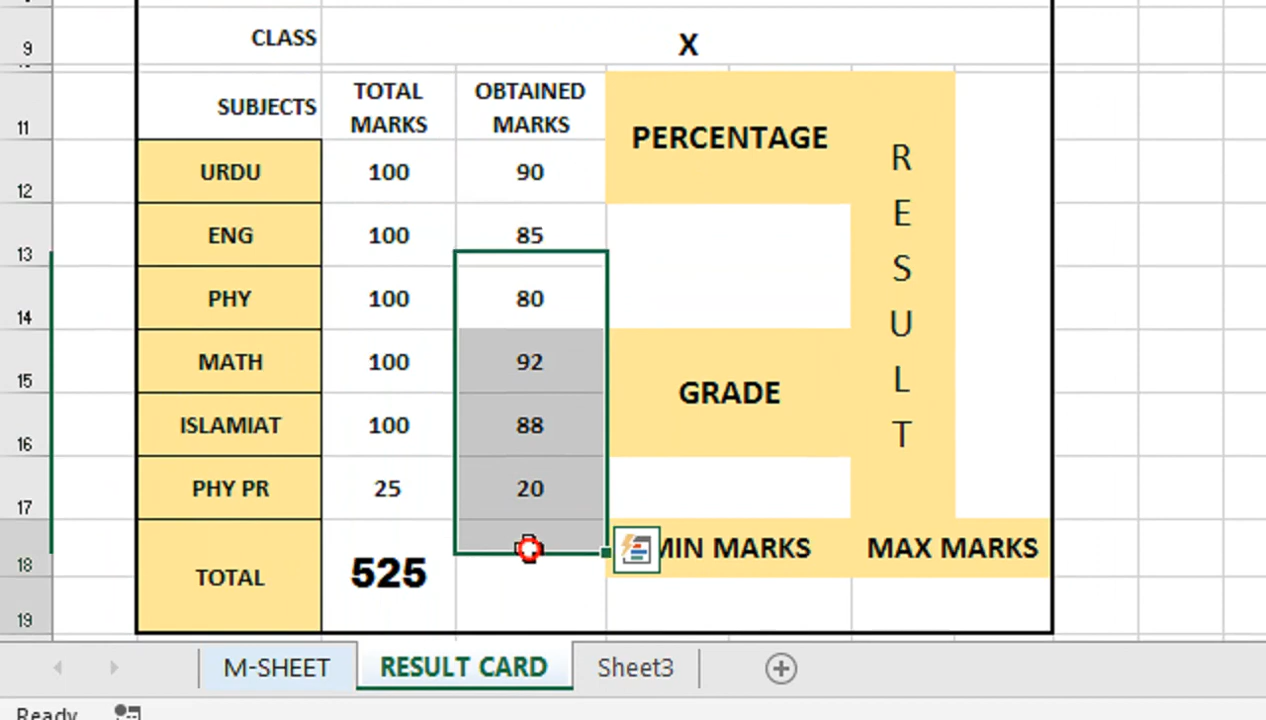 9
CLASS
X
11
SUBJECTS
TOTAL
MARKS
OBTAINED
MARKS
PERCENTAGE
R
E
S
U
L
T
12
URDU
100
90
13
ENG
100
85
14
PHY
100
80
15
MATH
100
92
GRADE
16
ISLAMIAT
100
88
17
PHY PR
25
20
18
TOTAL
525
MIN MARKS
MAX MARKS
19
M-SHEET
RESULT CARD
Sheet3
Ready